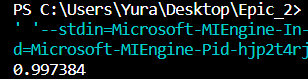 PS C:\Users\Yura\Desktop\Epic_2>
' '--stdin=Microsoft-MIEngine-In-
d=Microsoft-MIEngine-Pid-hjp2t4rj
0.997384